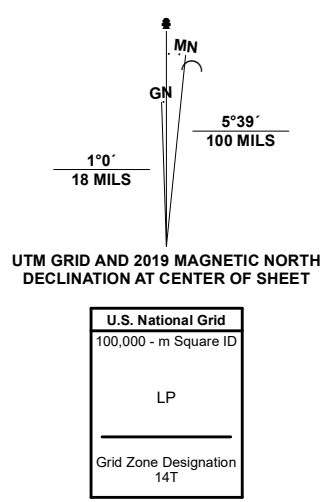 MN
GN
5°39´
100 MILS
1°0´
18 MILS
UTM GRID AND 2019 MAGNETIC NORTH
DECLINATION AT CENTER OF SHEET
U.S. National Grid
100,000 - m Square ID
LP
Grid Zone Designation
14T